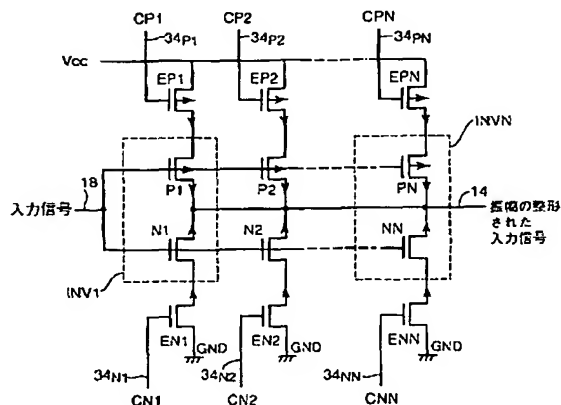 CP1 CP2 CPN
34P1 34P2 34PN
Vcc
EP1 EP2 EPN
INVN
18
P1 P2 PN
14
入力信号
振幅の整形
された
入力信号
N1 N2 NN
INV1
EN1 GND EN2 GND ENN GND
34N1 34N2 34NN
CN1 CN2 CNN